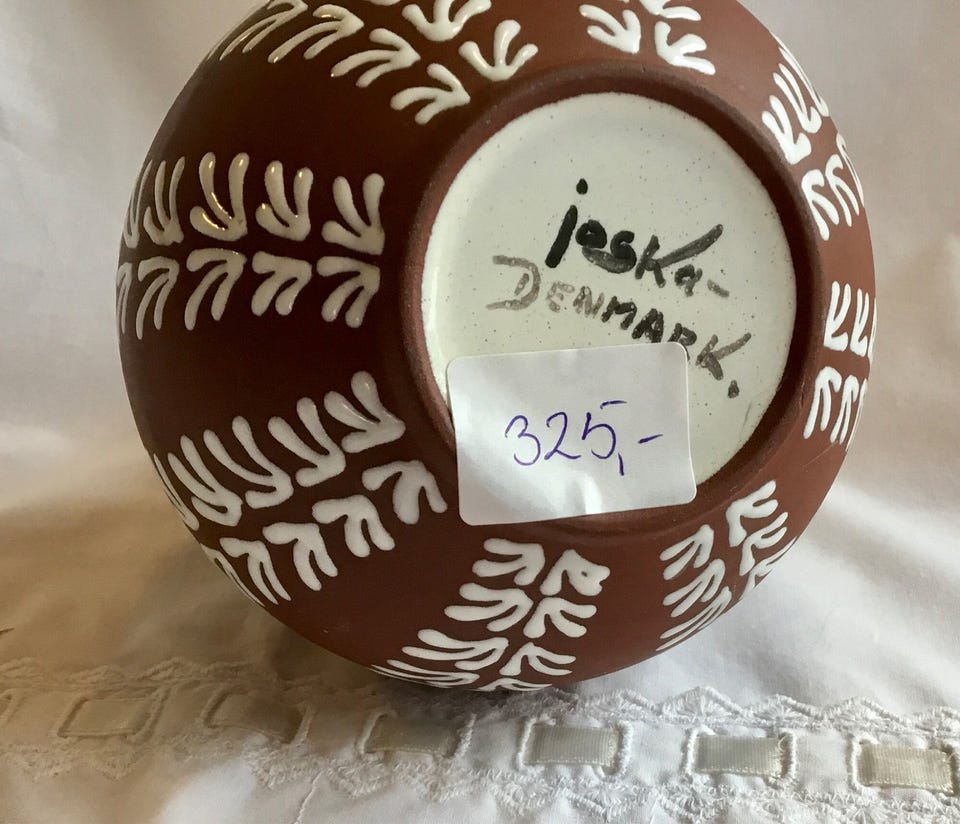 jeska-
DENMARK.
325,-